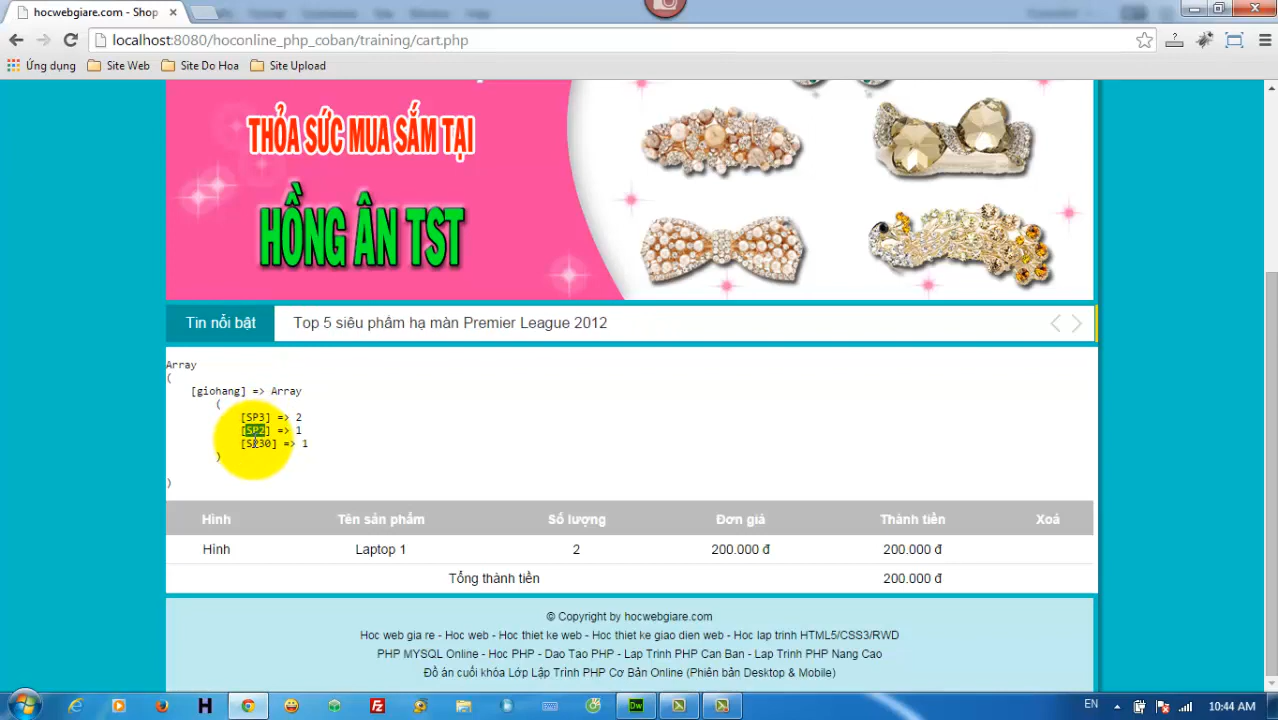 hocwebgiare.com - Shop
localhost:8080/hoconline_php_coban/training/cart.php
Ứng dụng Site Web Site Do Hoa Site Upload
THỎA SỨC MUA SẮM TẠI
HỒNG ÂN TST
Tin nỗi bật Top 5 siêu phẩm hạ màn Premier League 2012
Array
(
[giohang] => Array
(
[SP3] => 2
[SP2] => 1
[SP30] => 1
)
)
Hình Tên sản phẩm Số lượng Đơn giá Thành tiền Xoá
Hình Laptop 1 2 200.000 đ 200.000 đ
Tổng thành tiền 200.000 đ
© Copyright by hocwebgiare.com
Hoc web gia re - Hoc web - Hoc thiet ke web - Hoc thiet ke giao dien web - Hoc lap trinh HTML5/CSS3/RWD
PHP MYSQL Online - Hoc PHP - Dao Tao PHP - Lap Trinh PHP Can Ban - Lap Trinh PHP Nang Cao
Đồ án cuối khóa Lớp Lập Trình PHP Cơ Bản Online (Phiên bản Desktop & Mobile)
EN 10:44 AM